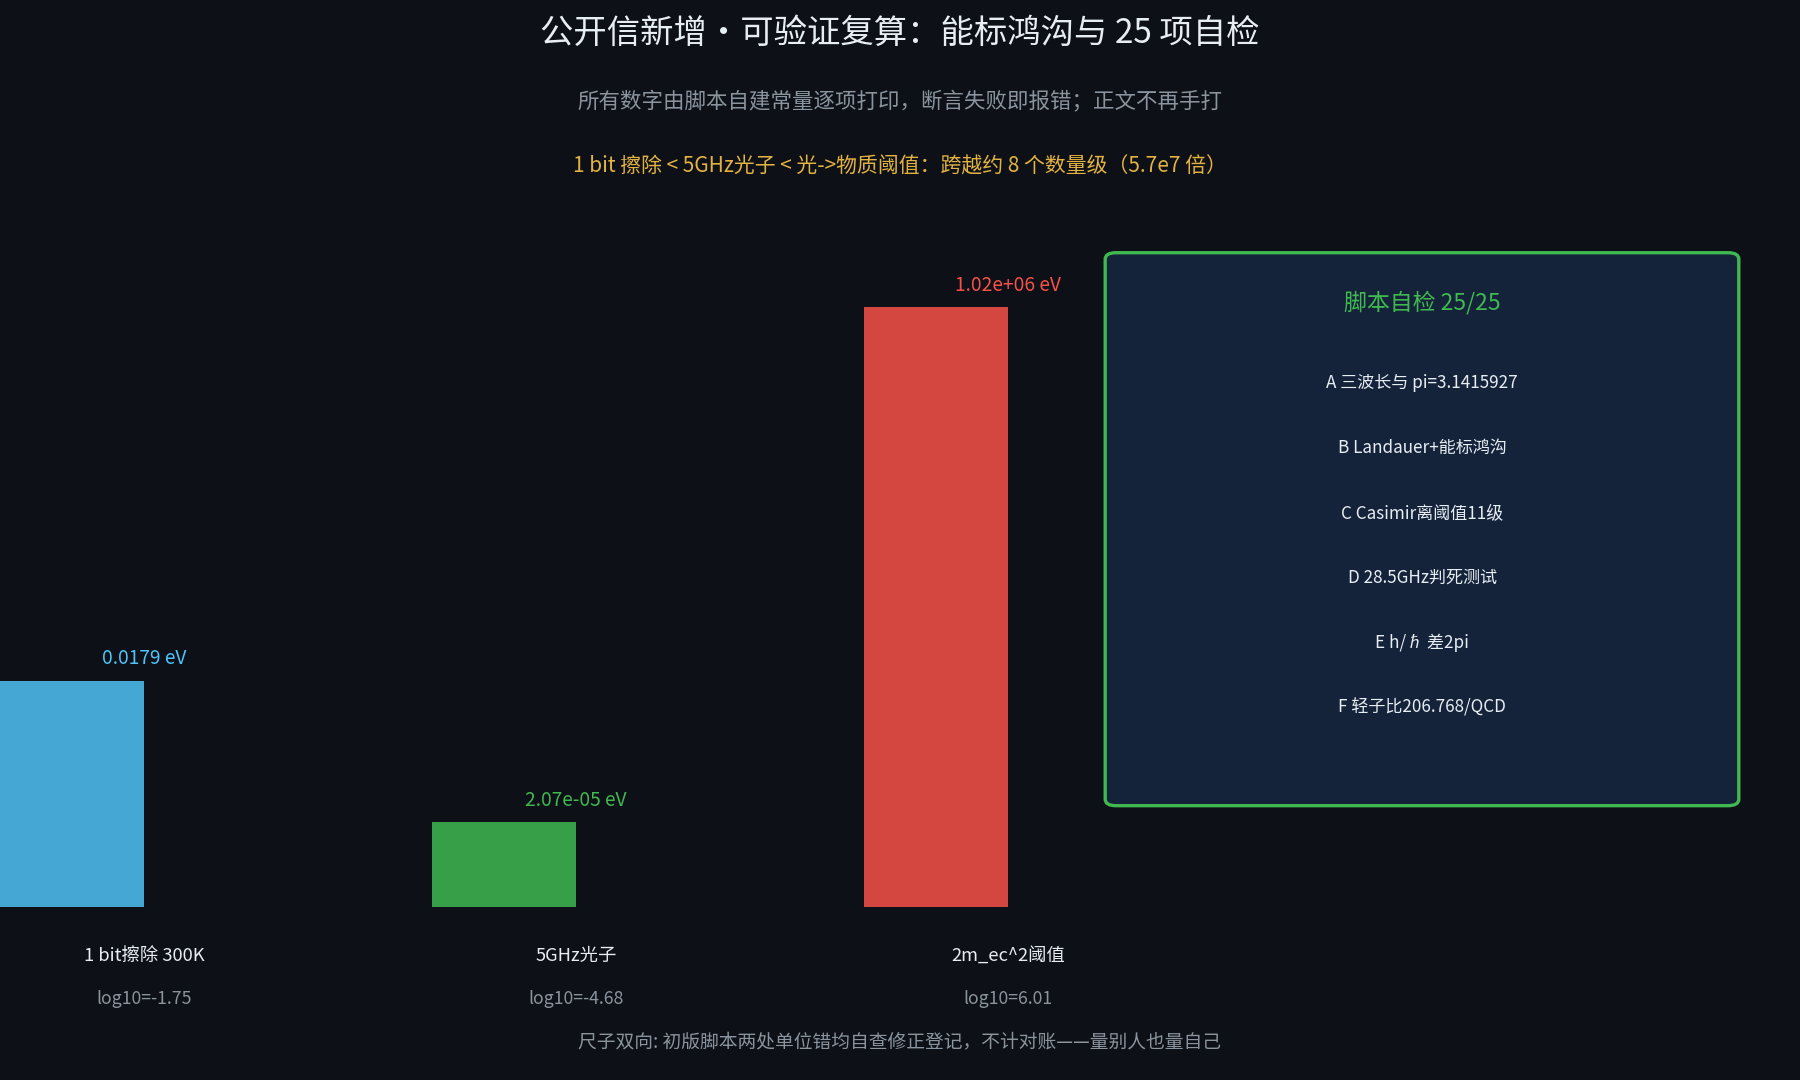 公开信新增·可验证复算：能标鸿沟与 25 项自检
所有数字由脚本自建常量逐项打印，断言失败即报错；正文不再手打
1 bit 擦除 < 5GHz光子 < 光->物质阈值：跨越约 8 个数量级（5.7e7 倍）
1.02e+06 eV
0.0179 eV
2.07e-05 eV
脚本自检 25/25
A 三波长与 pi=3.1415927
B Landauer+能标鸿沟
C Casimir离阈值11级
D 28.5GHz判死测试
E h/ℏ 差2pi
F 轻子比206.768/QCD
1 bit擦除 300K
5GHz光子
2m_ec^2阈值
log10=-1.75
log10=-4.68
log10=6.01
尺子双向: 初版脚本两处单位错均自查修正登记，不计对账——量别人也量自己